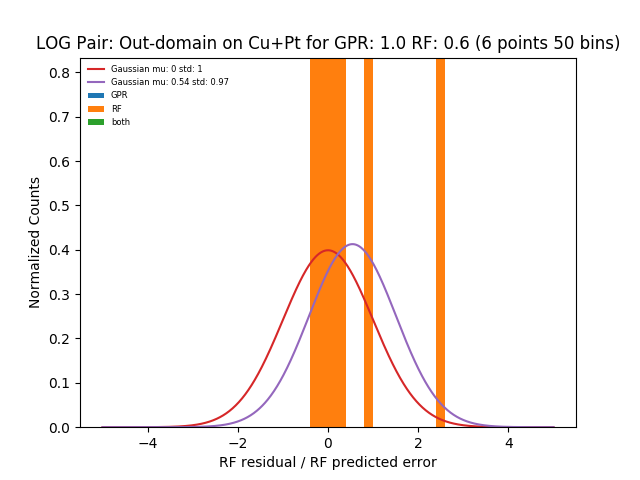 LOG Pair: Out-domain on Cu+Pt for GPR: 1.0 RF: 0.6 (6 points 50 bins)
Gaussian mu: 0 std: 1
Gaussian mu: 0.54 std: 0.97
GPR
RF
both
0.8
0.7
0.6
0.5
0.4
0.3
0.2
0.1
0.0
Normalized Counts
−4
−2
0
2
4
RF residual / RF predicted error